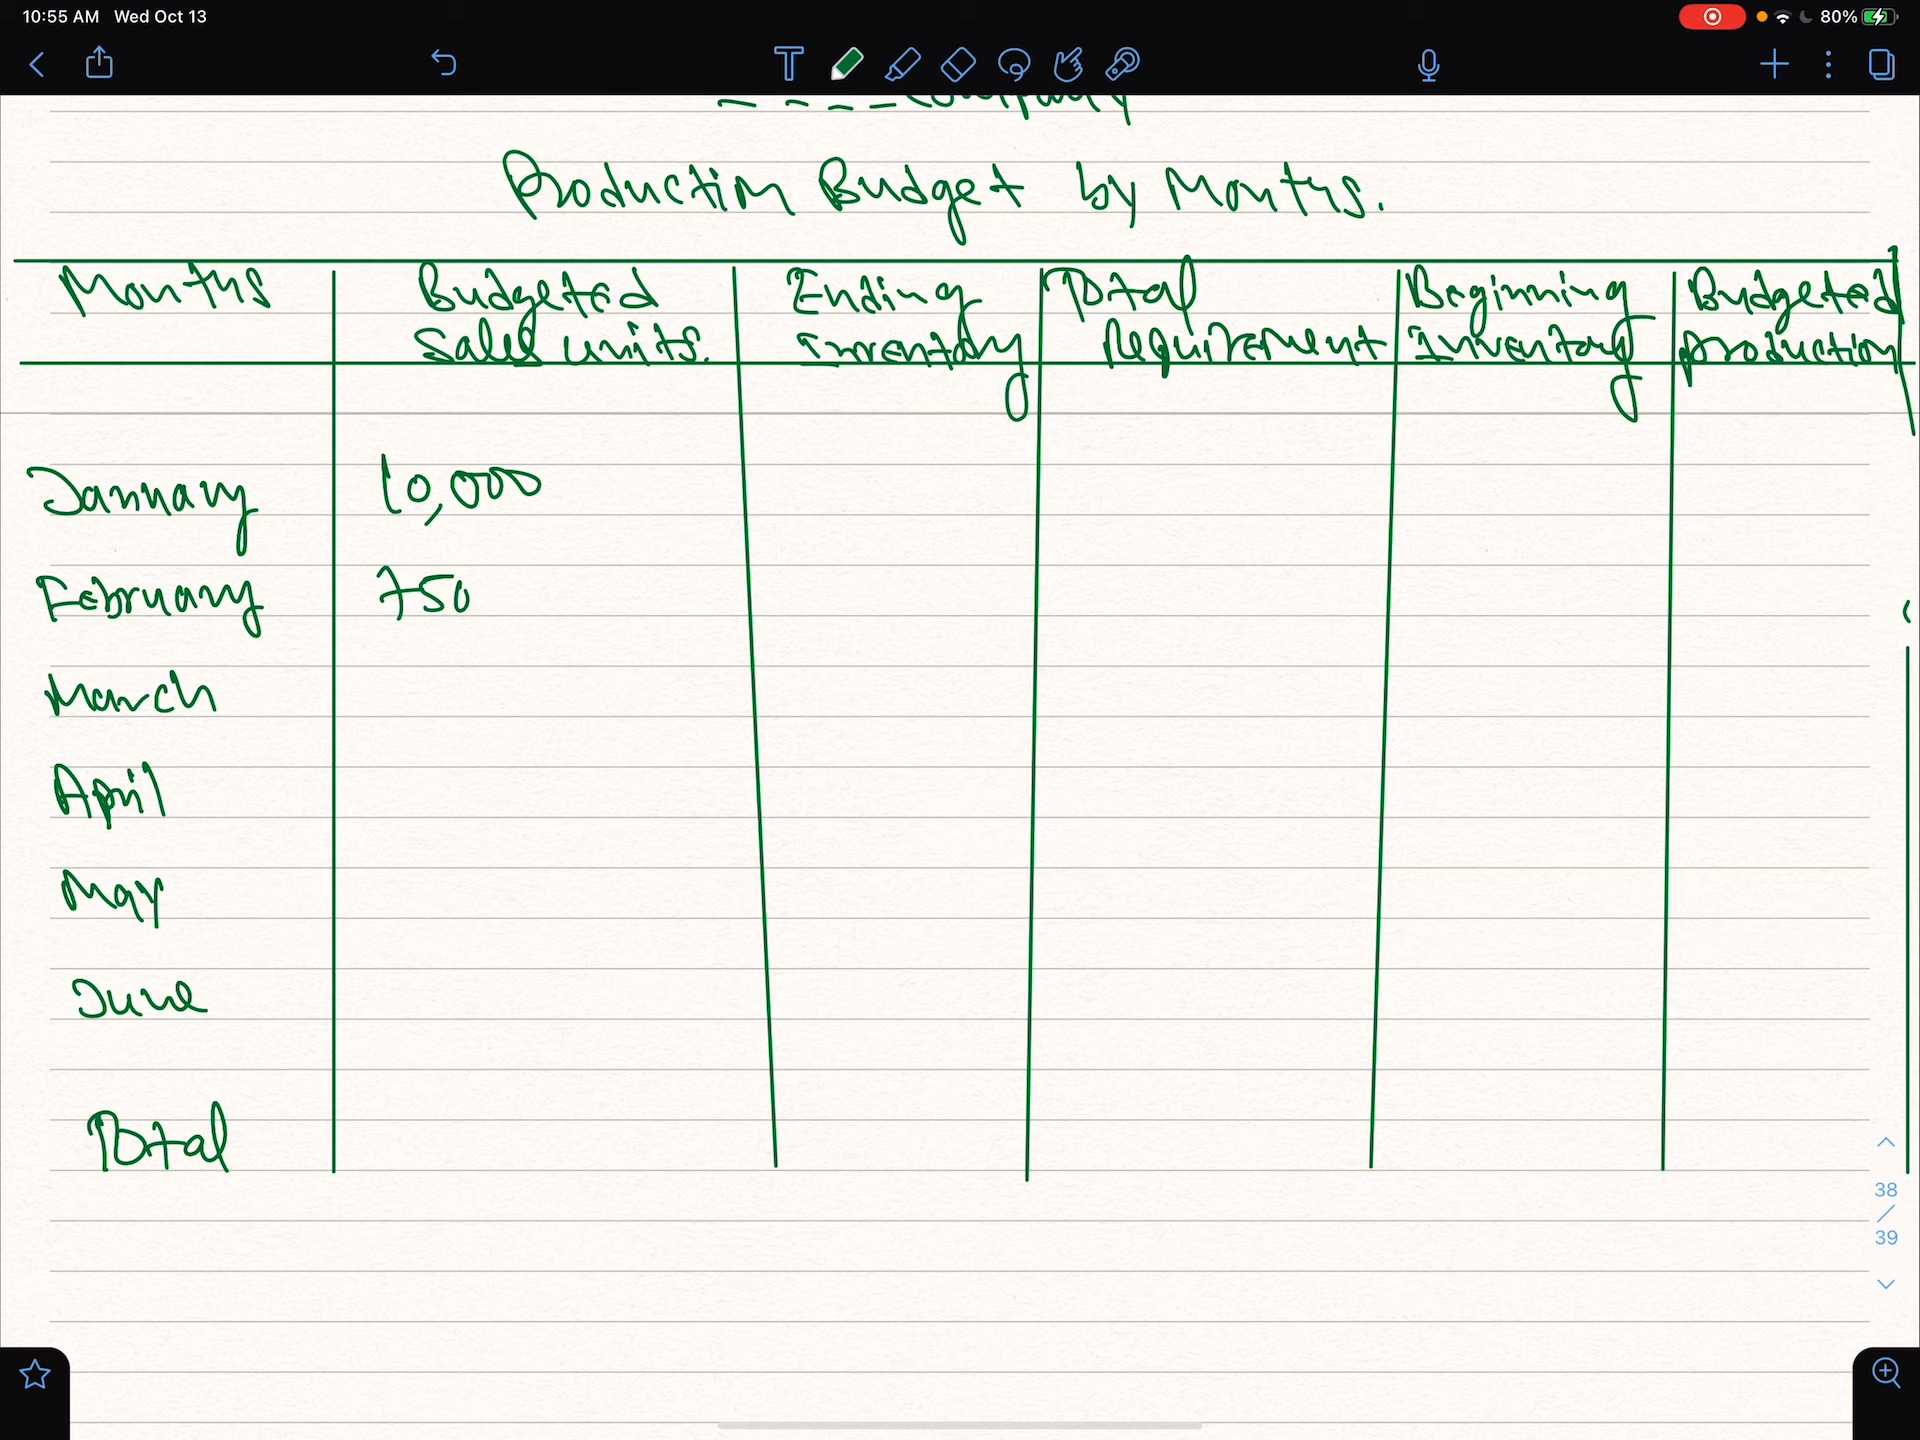 10:55 AM Wed Oct 13
80%
----Company
Production Budget by Months.
Months Budgeted Sales units. Ending Inventory Total Requirement Beginning Inventory Budgeted production
January 10,000
February 750
March
April
May
June
Total
38
/
39